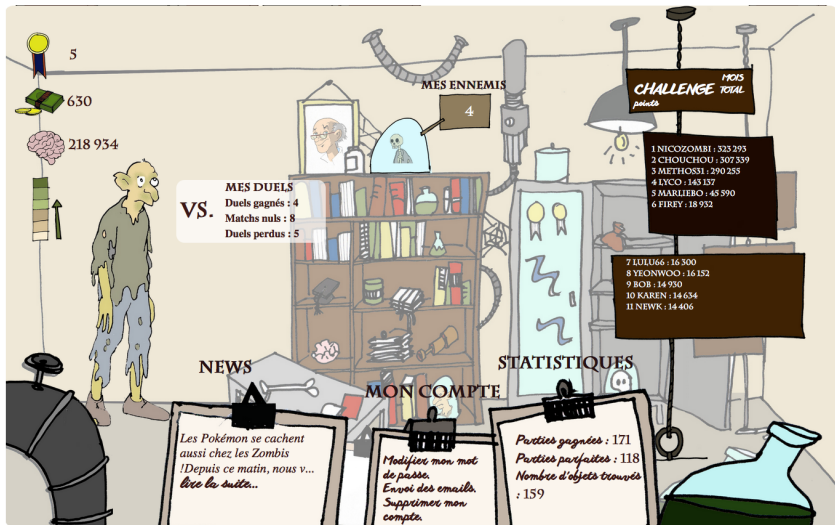 5
630
218 934
MES ENNEMIS
4
CHALLENGE MOIS
TOTAL
points
1 NICOZOMBI : 323 293
2 CHOUCHOU : 307 339
3 METHOS31 : 290 255
4 LYCO : 143 137
5 MARIJEBO : 45 590
6 FIREY : 18 932
VS.
MES DUELS
Duels gagnés : 4
Matchs nuls : 8
Duels perdus : 5
7 LULU66 : 16 300
8 YEONWOO : 16 152
9 BOB : 14 930
10 KAREN : 14 634
11 NEWK : 14 406
NEWS
Les Pokémon se cachent
aussi chez les Zombis
!Depuis ce matin, nous v...
lire la suite...
MON COMPTE
Modifier mon mot
de passe.
Envoi des emails.
Supprimer mon
compte.
STATISTIQUES
Parties gagnées : 171
Parties parfaites : 118
Nombre d'objets trouvés
: 159